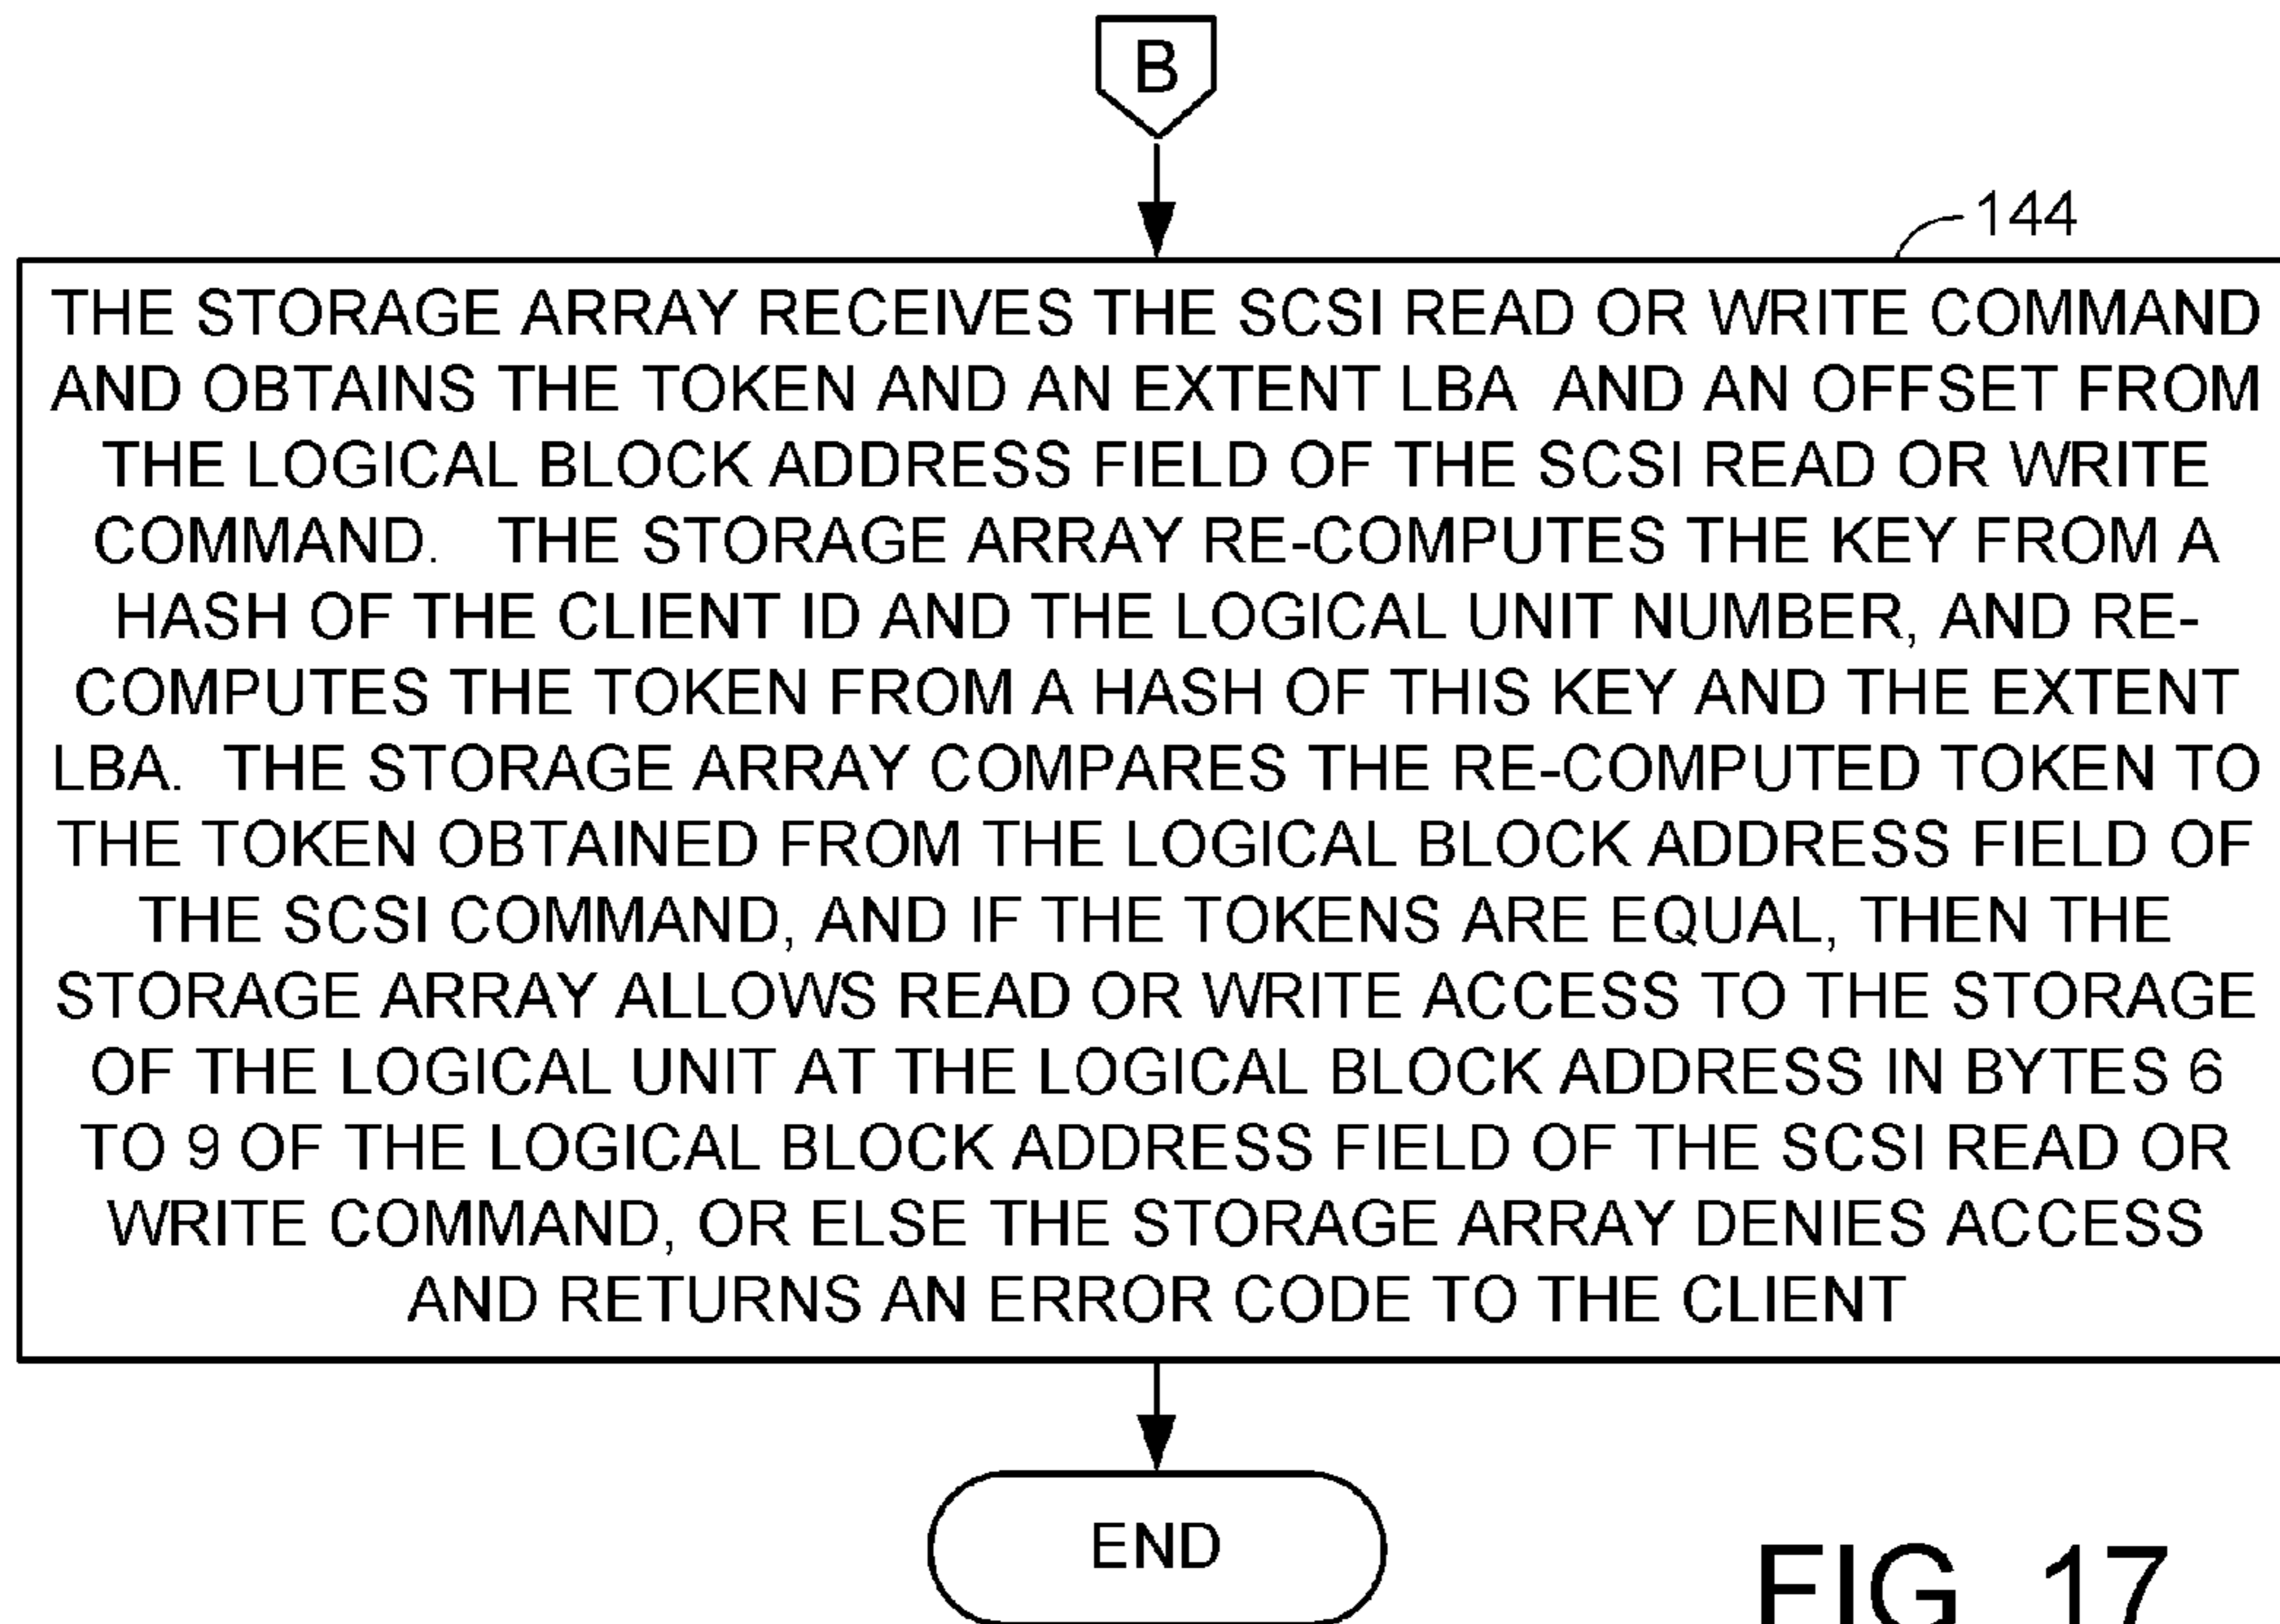 B
144
THE STORAGE ARRAY RECEIVES THE SCSI READ OR WRITE COMMAND
AND OBTAINS THE TOKEN AND AN EXTENT LBA AND AN OFFSET FROM
THE LOGICAL BLOCK ADDRESS FIELD OF THE SCSI READ OR WRITE
COMMAND. THE STORAGE ARRAY RE-COMPUTES THE KEY FROM A
HASH OF THE CLIENT ID AND THE LOGICAL UNIT NUMBER, AND RE-
COMPUTES THE TOKEN FROM A HASH OF THIS KEY AND THE EXTENT
LBA. THE STORAGE ARRAY COMPARES THE RE-COMPUTED TOKEN TO
THE TOKEN OBTAINED FROM THE LOGICAL BLOCK ADDRESS FIELD OF
THE SCSI COMMAND, AND IF THE TOKENS ARE EQUAL, THEN THE
STORAGE ARRAY ALLOWS READ OR WRITE ACCESS TO THE STORAGE
OF THE LOGICAL UNIT AT THE LOGICAL BLOCK ADDRESS IN BYTES 6
TO 9 OF THE LOGICAL BLOCK ADDRESS FIELD OF THE SCSI READ OR
WRITE COMMAND, OR ELSE THE STORAGE ARRAY DENIES ACCESS
AND RETURNS AN ERROR CODE TO THE CLIENT
END
FIG. 17